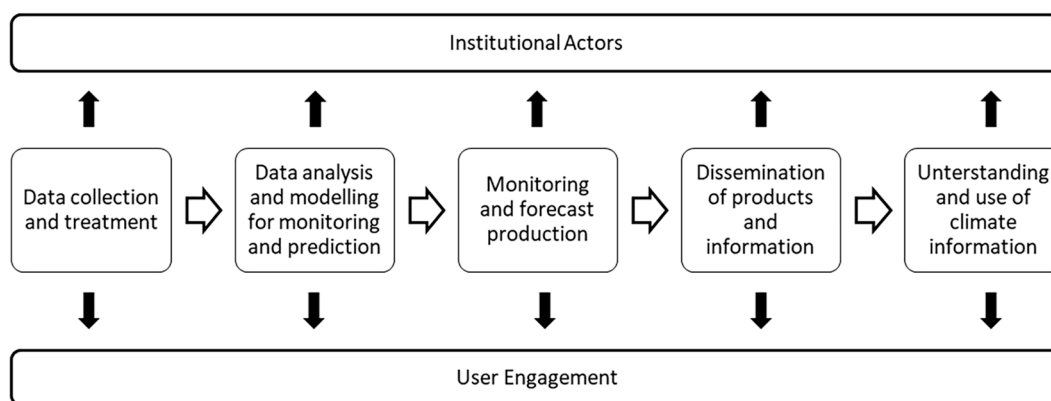 Institutional Actors
Data collection
and treatment
Data analysis
and modelling
for monitoring
and prediction
Monitoring
and forecast
production
Dissemination
of products
and
information
Unterstanding
and use of
climate
information
User Engagement